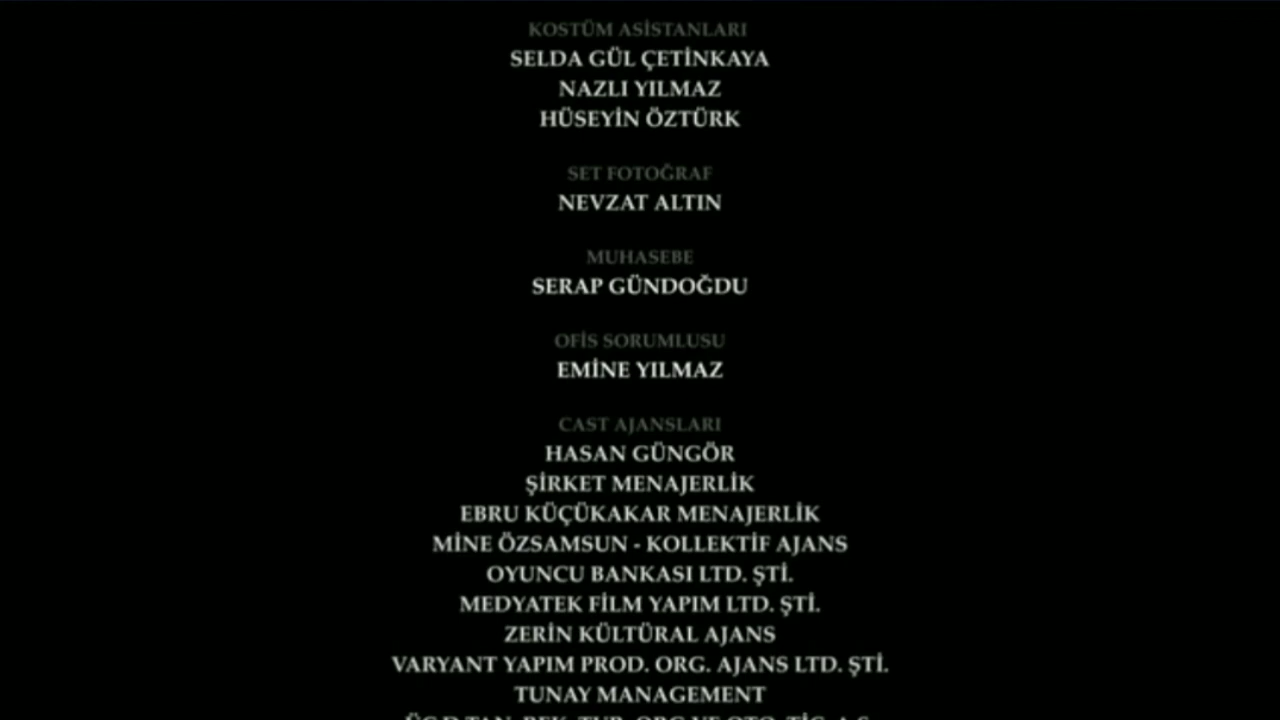 KOSTÜM ASİSTANLARI
SELDA GÜL ÇETİNKAYA
NAZLI YILMAZ
HÜSEYİN ÖZTÜRK
SET FOTOĞRAF
NEVZAT ALTIN
MUHASEBE
SERAP GÜNDOĞDU
OFİS SORUMLUSU
EMİNE YILMAZ
CAST AJANSLARI
HASAN GÜNGÖR
ŞİRKET MENAJERLİK
EBRU KÜÇÜKAKAR MENAJERLİK
MİNE ÖZSAMSUN - KOLLEKTİF AJANS
OYUNCU BANKASI LTD. ŞTİ.
MEDYATEK FİLM YAPIM LTD. ŞTİ.
ZERİN KÜLTÜRAL AJANS
VARYANT YAPIM PROD. ORG. AJANS LTD. ŞTİ.
TUNAY MANAGEMENT